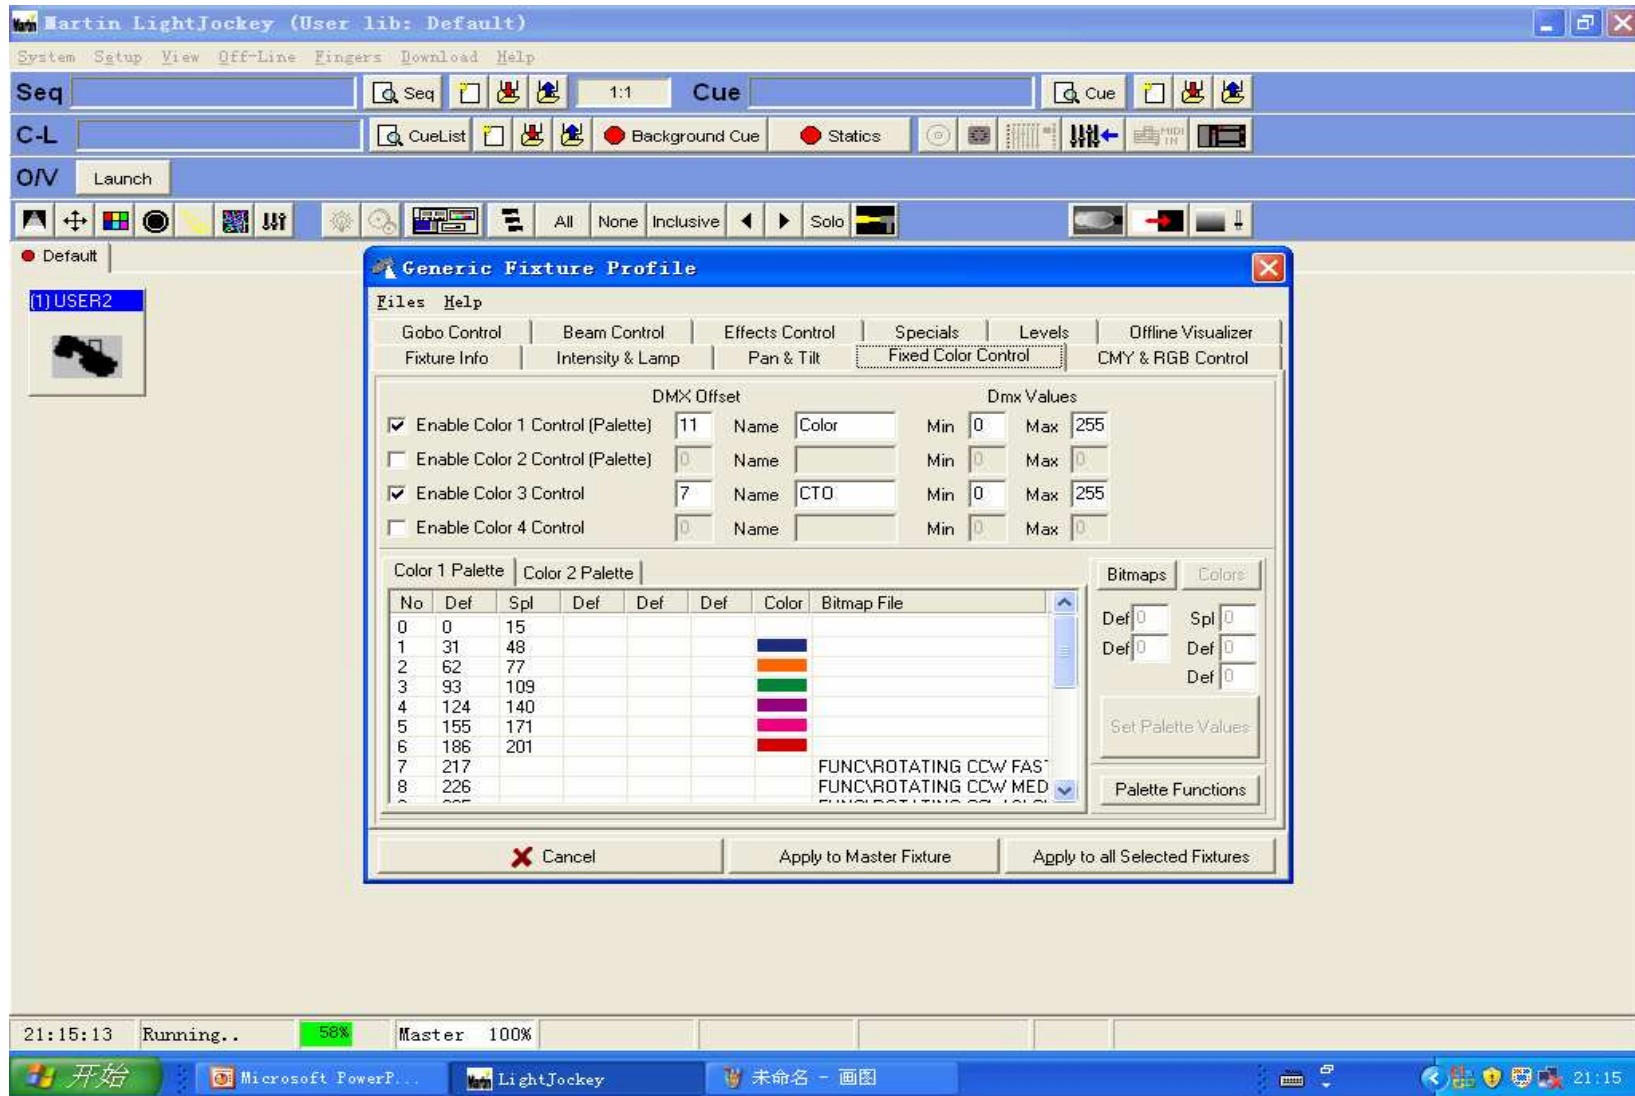 Martin LightJockey (User lib: Default)
System Setup View Off-Line Fingers Download Help
Seq Seq 1:1 Cue Cue
C-L CueList Background Cue Statics MIDI IN
O/V Launch
All None Inclusive Solo
Default
(1) USER2
Generic Fixture Profile
Files Help
Gobo Control Beam Control Effects Control Specials Levels Offline Visualizer
Fixture Info Intensity & Lamp Pan & Tilt Fixed Color Control CMY & RGB Control
DMX Offset Dmx Values
Enable Color 1 Control (Palette) 11 Name Color Min 0 Max 255
Enable Color 2 Control (Palette) 0 Name Min 0 Max 0
Enable Color 3 Control 7 Name CTO Min 0 Max 255
Enable Color 4 Control 0 Name Min 0 Max 0
Color 1 Palette Color 2 Palette
Bitmaps Colors
No Def Spl Def Def Def Color Bitmap File
0 0 15
1 31 48
2 62 77
3 93 109
4 124 140
5 155 171
6 186 201
7 217 FUNC\ROTATING CCW FAS
8 226 FUNC\ROTATING CCW MED
Def 0 Spl 0
Def 0 Def 0
Def 0
Set Palette Values
Palette Functions
Cancel Apply to Master Fixture Apply to all Selected Fixtures
21:15:13 Running.. 58% Master 100%
开始 Microsoft PowerP... LightJockey 未命名 - 画图 21:15